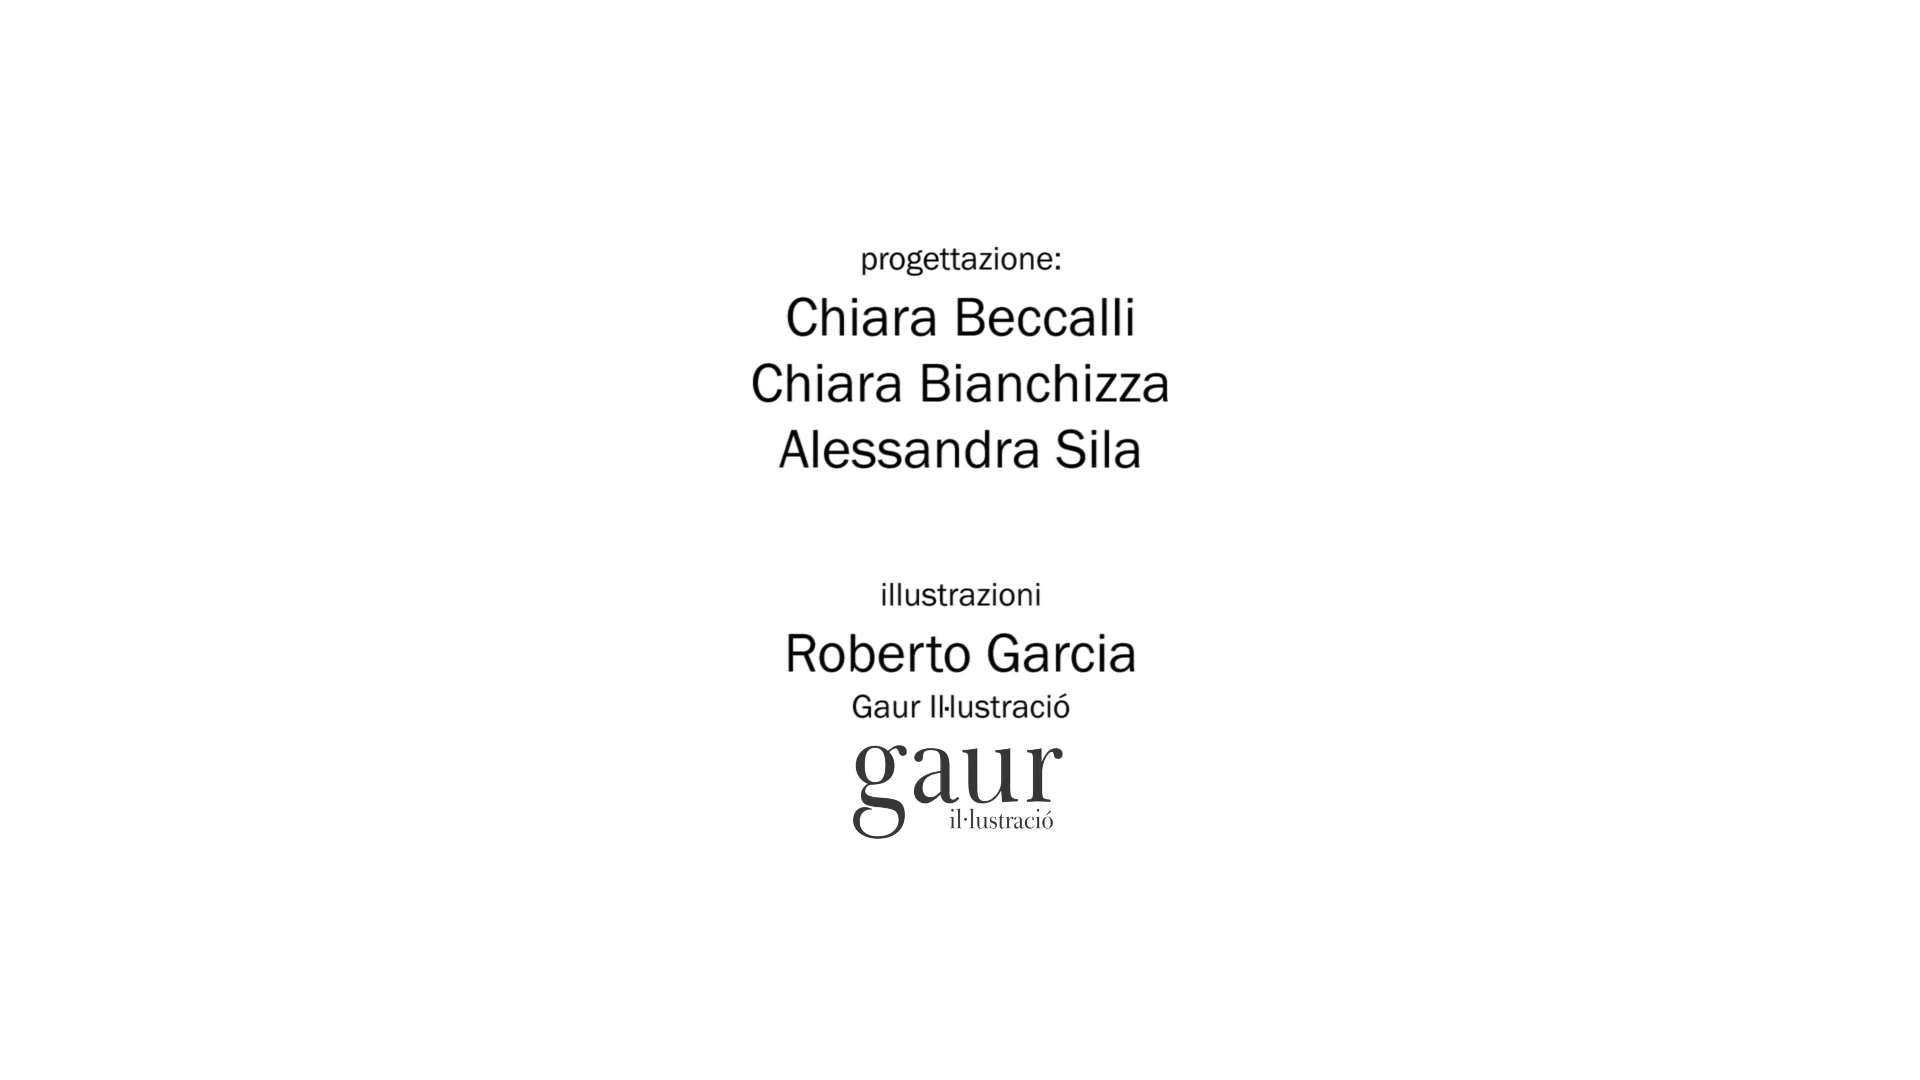 progettazione:
Chiara Beccalli
Chiara Bianchizza
Alessandra Sila
illustrazioni
Roberto Garcia
Gaur Il·lustració
gaur
il·lustració